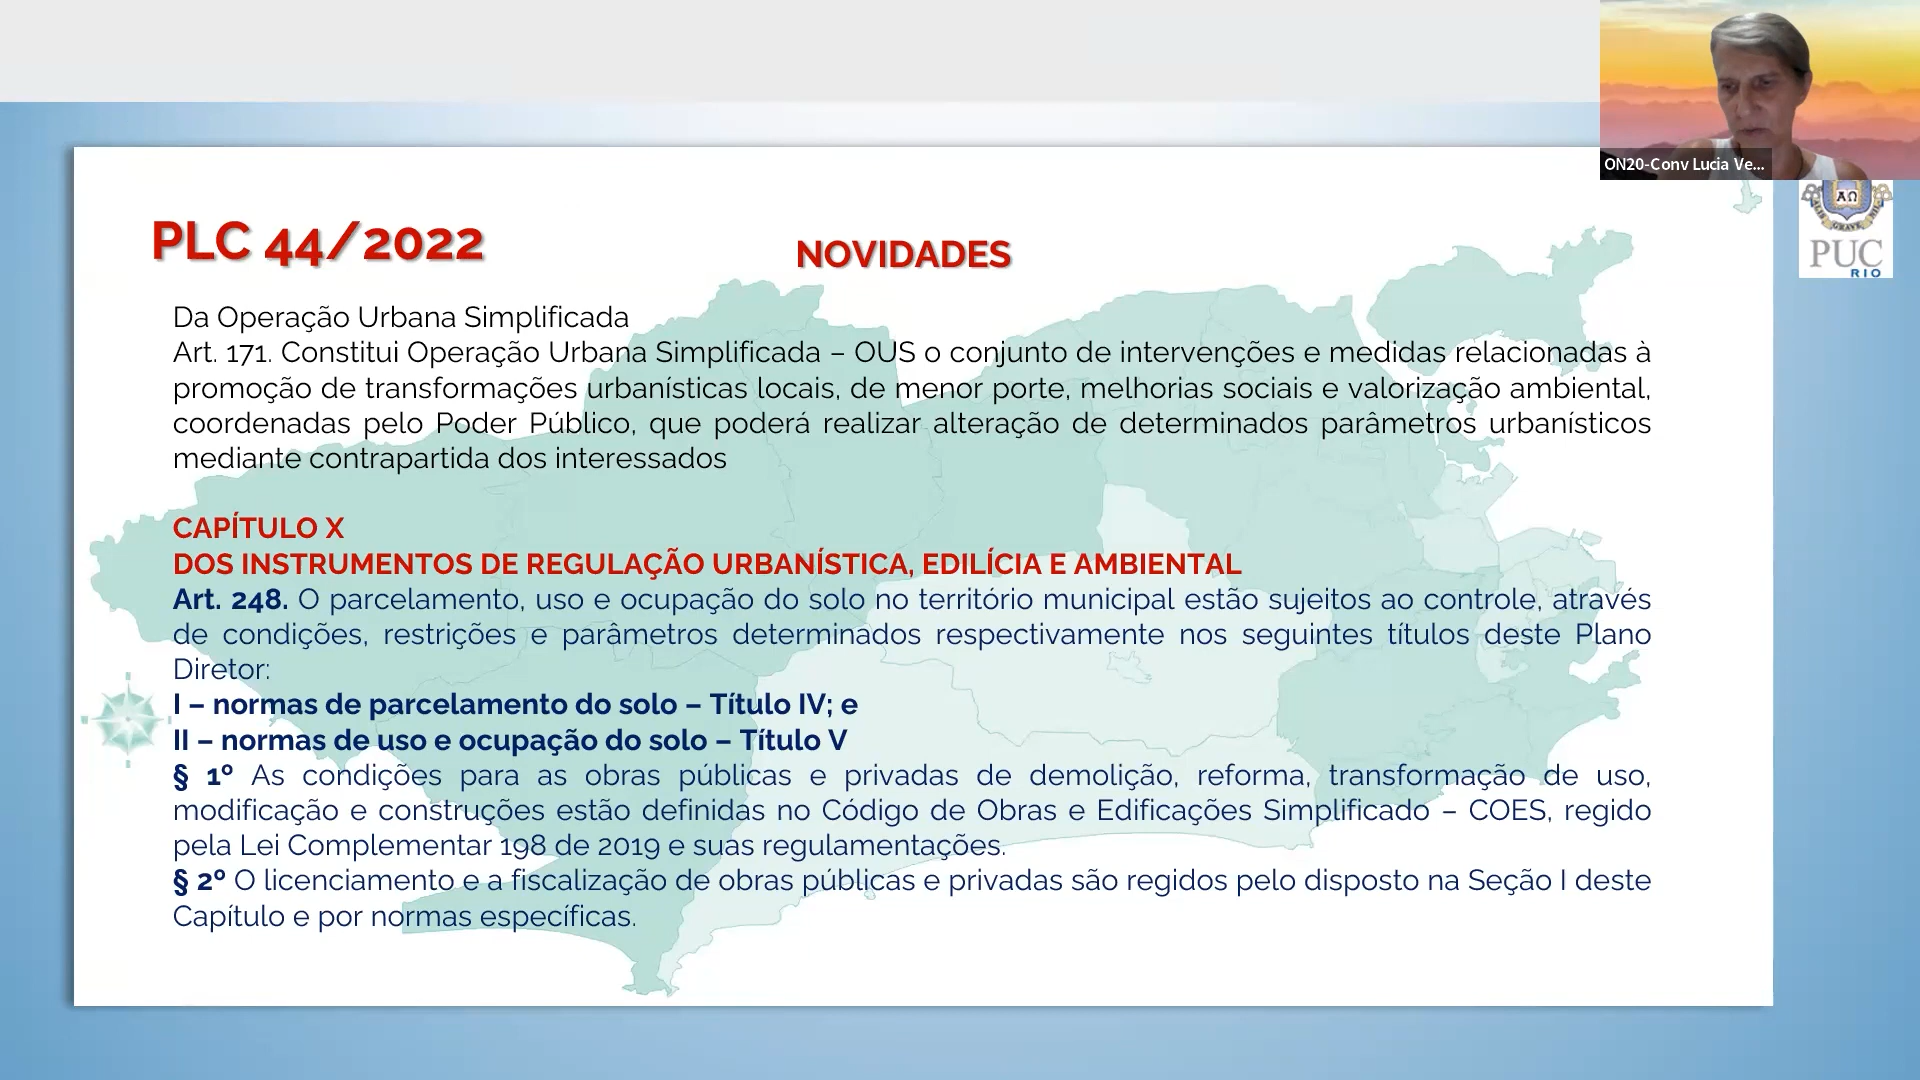 ON20-Conv Lucia Ve...
ΑΩ
PUC
RIO
PLC 44/2022
NOVIDADES
Da Operação Urbana Simplificada
Art. 171. Constitui Operação Urbana Simplificada – OUS o conjunto de intervenções e medidas relacionadas à
promoção de transformações urbanísticas locais, de menor porte, melhorias sociais e valorização ambiental,
coordenadas pelo Poder Público, que poderá realizar alteração de determinados parâmetros urbanísticos
mediante contrapartida dos interessados
CAPÍTULO X
DOS INSTRUMENTOS DE REGULAÇÃO URBANÍSTICA, EDILÍCIA E AMBIENTAL
Art. 248. O parcelamento, uso e ocupação do solo no território municipal estão sujeitos ao controle, através
de condições, restrições e parâmetros determinados respectivamente nos seguintes títulos deste Plano
Diretor:
I – normas de parcelamento do solo – Título IV; e
II – normas de uso e ocupação do solo – Título V
§ 1º As condições para as obras públicas e privadas de demolição, reforma, transformação de uso,
modificação e construções estão definidas no Código de Obras e Edificações Simplificado – COES, regido
pela Lei Complementar 198 de 2019 e suas regulamentações.
§ 2º O licenciamento e a fiscalização de obras públicas e privadas são regidos pelo disposto na Seção I deste
Capítulo e por normas específicas.